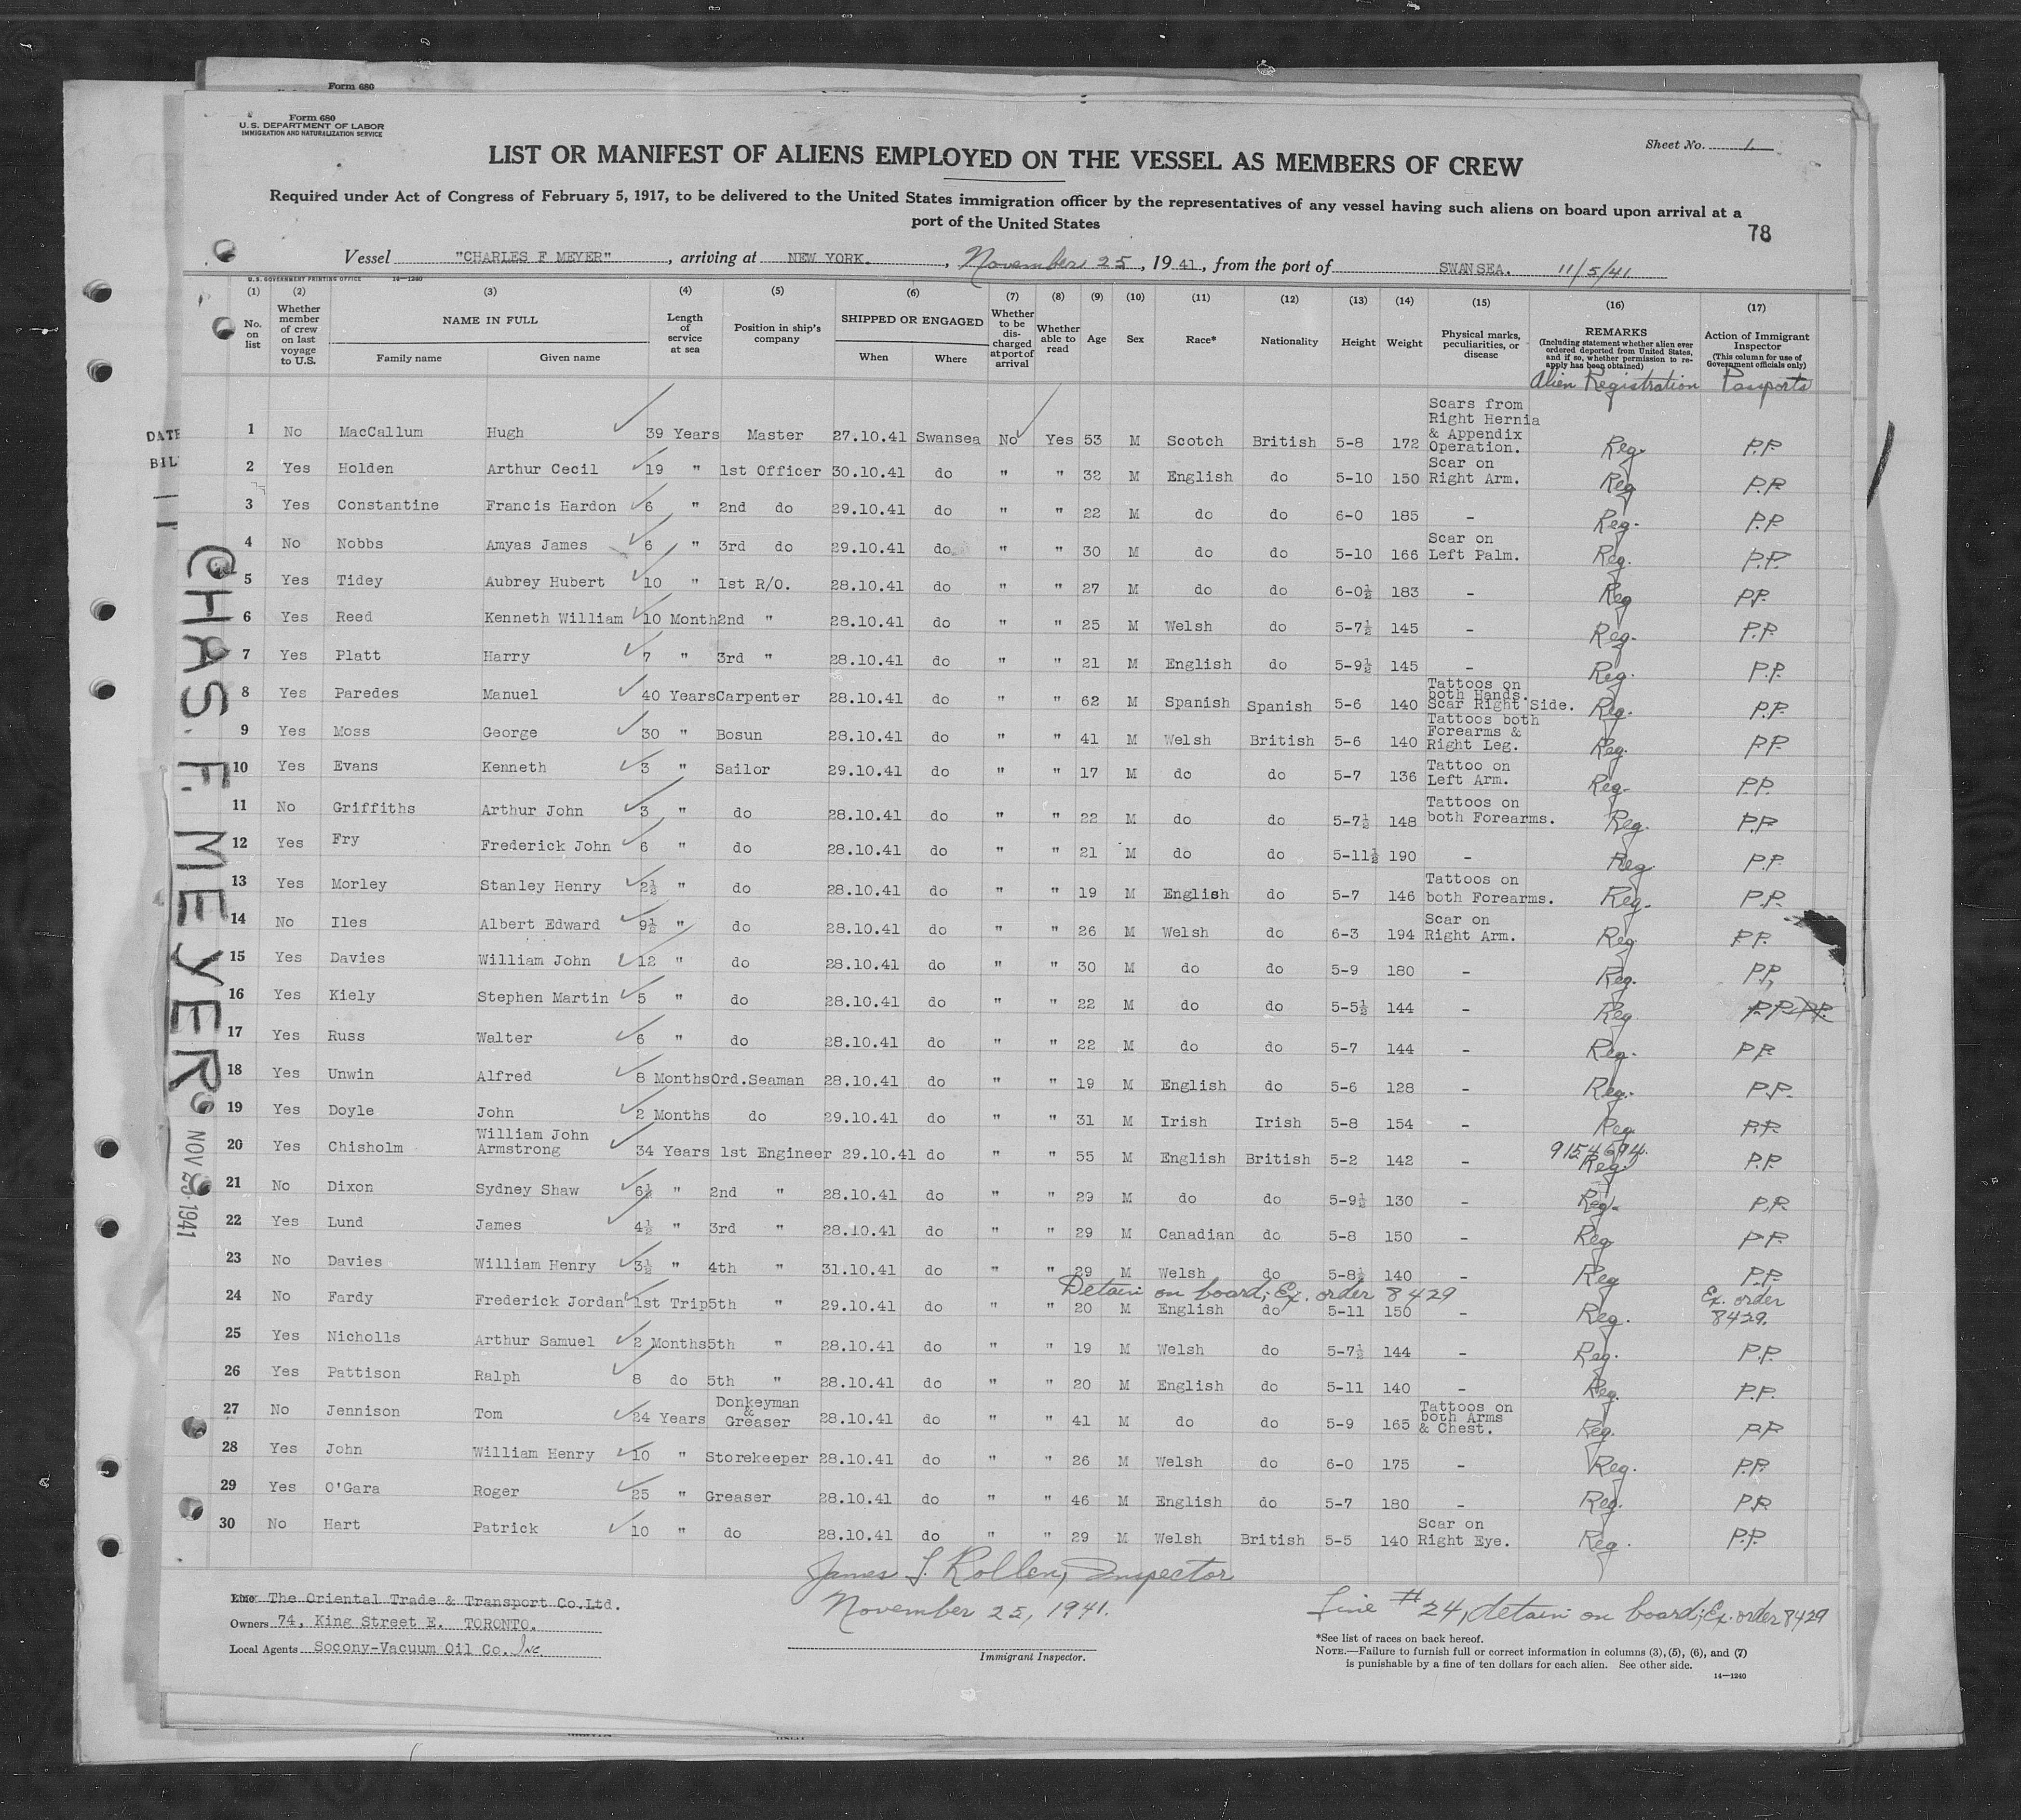 Form 680
Form 680
U.S. DEPARTMENT OF LABOR
IMMIGRATION AND NATURALIZATION SERVICE
Sheet No. 1
LIST OR MANIFEST OF ALIENS EMPLOYED ON THE VESSEL AS MEMBERS OF CREW
Required under Act of Congress of February 5, 1917, to be delivered to the United States immigration officer by the representatives of any vessel having such aliens on board upon arrival at a
port of the United States
78
Vessel "CHARLES F MEYER", arriving at NEW YORK., November 25, 1941, from the port of SWANSEA. 11/5/41
U.S. GOVERNMENT PRINTING OFFICE 14—1240
(1) (2) (3) (4) (5) (6) (7) (8) (9) (10) (11) (12) (13) (14) (15) (16) (17)
No. on list | Whether member of crew on last voyage to U.S. | NAME IN FULL Family name Given name | Length of service at sea | Position in ship's company | SHIPPED OR ENGAGED When Where | Whether to be discharged at port of arrival | Whether able to read | Age | Sex | Race* | Nationality | Height | Weight | Physical marks, peculiarities, or disease | REMARKS (Including statement whether alien ever ordered deported from United States, and if so, whether permission to reapply has been obtained) | Action of Immigrant Inspector (This column for use of Government officials only)
Alien Registration Passports
1 No MacCallum Hugh 39 Years Master 27.10.41 Swansea No Yes 53 M Scotch British 5-8 172 Scars from Right Hernia & Appendix Operation. Reg. P.P.
2 Yes Holden Arthur Cecil 19 " 1st Officer 30.10.41 do " " 32 M English do 5-10 150 Scar on Right Arm. Reg P.P.
3 Yes Constantine Francis Hardon 6 " 2nd do 29.10.41 do " " 22 M do do 6-0 185 - Reg. P.P.
4 No Nobbs Amyas James 6 " 3rd do 29.10.41 do. " " 30 M do do 5-10 166 Scar on Left Palm. Reg. P.P.
5 Yes Tidey Aubrey Hubert 10 " 1st R/O. 28.10.41 do " " 27 M do do 6-0½ 183 - Reg P.P.
6 Yes Reed Kenneth William 10 Month 2nd " 28.10.41 do " " 25 M Welsh do 5-7½ 145 - Reg. P.P.
7 Yes Platt Harry 7 " 3rd " 28.10.41 do " " 21 M English do 5-9½ 145 - Reg. P.P.
8 Yes Paredes Manuel 40 Years Carpenter 28.10.41 do " " 62 M Spanish Spanish 5-6 140 Tattoos on both Hands. Scar Right Side. Reg. P.P.
9 Yes Moss George 30 " Bosun 28.10.41 do " " 41 M Welsh British 5-6 140 Tattoos both Forearms & Right Leg. Reg. P.P.
10 Yes Evans Kenneth 3 " Sailor 29.10.41 do " " 17 M do do 5-7 136 Tattoo on Left Arm. Reg. P.P.
11 No Griffiths Arthur John 3 " do 28.10.41 do " " 22 M do do 5-7½ 148 Tattoos on both Forearms. Reg. P.P.
12 Yes Fry Frederick John 6 " do 28.10.41 do " " 21 M do do 5-11½ 190 - Reg P.P.
13 Yes Morley Stanley Henry 2½ " do 28.10.41 do " " 19 M English do 5-7 146 Tattoos on both Forearms. Reg. P.P.
14 No Iles Albert Edward 9½ " do 28.10.41 do " " 26 M Welsh do 6-3 194 Scar on Right Arm. Reg P.P.
15 Yes Davies William John 12 " do 28.10.41 do " " 30 M do do 5-9 180 - Reg. P.P.
16 Yes Kiely Stephen Martin 5 " do 28.10.41 do " " 22 M do do 5-5½ 144 - Reg P.P. P.P.
17 Yes Russ Walter 6 " do 28.10.41 do " " 22 M do do 5-7 144 - Reg. P.P.
18 Yes Unwin Alfred 8 Months Ord.Seaman 28.10.41 do " " 19 M English do 5-6 128 - Reg. P.P.
19 Yes Doyle John 2 Months do 29.10.41 do " " 31 M Irish Irish 5-8 154 - Reg. P.P.
20 Yes Chisholm William John Armstrong 34 Years 1st Engineer 29.10.41 do " " 55 M English British 5-2 142 - 9154694. Reg. P.P.
21 No Dixon Sydney Shaw 6½ " 2nd " 28.10.41 do " " 29 M do do 5-9½ 130 - Reg. P.P.
22 Yes Lund James 4½ " 3rd " 28.10.41 do " " 29 M Canadian do 5-8 150 - Reg P.P.
23 No Davies William Henry 3½ " 4th " 31.10.41 do " " 29 M Welsh do 5-8½ 140 - Reg P.P.
Detain on board; Ex. order 8429
24 No Fardy Frederick Jordan 1st Trip 5th " 29.10.41 do " " 20 M English do 5-11 150 - Reg. Ex. order 8429.
25 Yes Nicholls Arthur Samuel 2 Months 5th " 28.10.41 do " " 19 M Welsh do 5-7½ 144 - Reg. P.P.
26 Yes Pattison Ralph 8 do 5th " 28.10.41 do " " 20 M English do 5-11 140 - Reg. P.P.
27 No Jennison Tom 24 Years Donkeyman & Greaser 28.10.41 do " " 41 M do do 5-9 165 Tattoos on both Arms & Chest. Reg. P.P.
28 Yes John William Henry 10 " Storekeeper 28.10.41 do " " 26 M Welsh do 6-0 175 - Reg. P.P.
29 Yes O'Gara Roger 25 " Greaser 28.10.41 do " " 46 M English do 5-7 180 - Reg. P.P.
30 No Hart Patrick 10 " do 28.10.41 do " " 29 M Welsh British 5-5 140 Scar on Right Eye. Reg. P.P.
James J. Rollen, Inspector
November 25, 1941.
Immigrant Inspector.
The Oriental Trade & Transport Co.Ltd.
Owners 74, King Street E. TORONTO.
Local Agents Socony-Vacuum Oil Co. Inc.
Line #24, detain on board; Ex. order 8429
*See list of races on back hereof.
NOTE.—Failure to furnish full or correct information in columns (3), (5), (6), and (7)
is punishable by a fine of ten dollars for each alien. See other side.
14—1240
DATE
BIL
CHAS. F. MEYER
NOV 25 1941